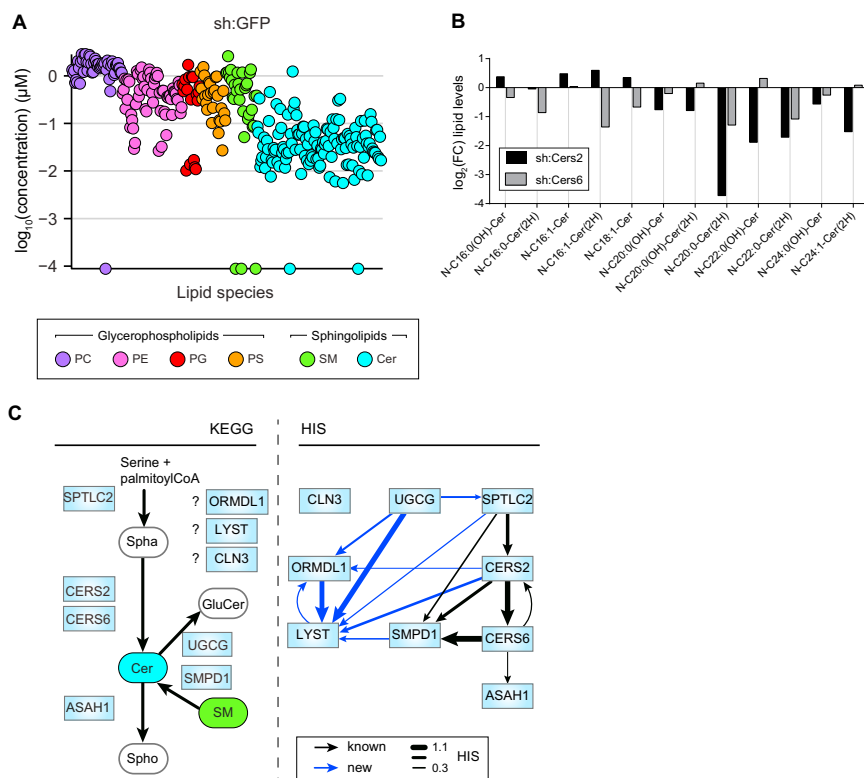 A
sh:GFP
log10(concentration) (µM)
0
−1
−2
−3
−4
Lipid species
Glycerophospholipids
Sphingolipids
PC
PE
PG
PS
SM
Cer
B
log2(FC) lipid levels
1
0
-1
-2
-3
-4
sh:Cers2
sh:Cers6
N-C16:0(OH)-Cer
N-C16:0-Cer(2H)
N-C16:1-Cer
N-C16:1-Cer(2H)
N-C18:1-Cer
N-C20:0(OH)-Cer
N-C20:0(OH)-Cer(2H)
N-C20:0-Cer(2H)
N-C22:0(OH)-Cer
N-C22:0-Cer(2H)
N-C24:0(OH)-Cer
N-C24:1-Cer(2H)
C
KEGG
Serine +
palmitoylCoA
SPTLC2
? ORMDL1
? LYST
? CLN3
Spha
CERS2
CERS6
GluCer
UGCG
Cer
SMPD1
ASAH1
SM
Spho
HIS
CLN3
UGCG
SPTLC2
ORMDL1
CERS2
LYST
SMPD1
CERS6
ASAH1
known
new
1.1
HIS
0.3